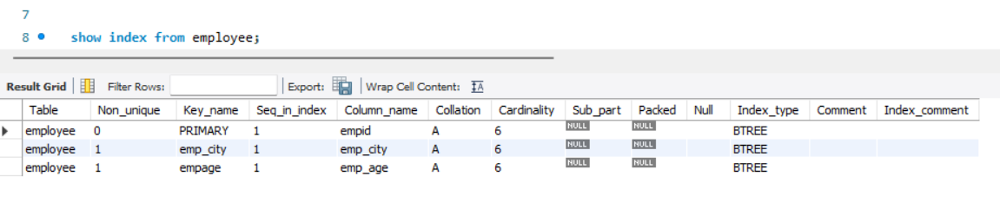 7
8 show index from employee;
Result Grid Filter Rows: Export: Wrap Cell Content: IA
Table Non_unique Key_name Seq_in_index Column_name Collation Cardinality Sub_part Packed Null Index_type Comment Index_comment
employee 0 PRIMARY 1 empid A 6 NULL NULL BTREE
employee 1 emp_city 1 emp_city A 6 NULL NULL BTREE
employee 1 empage 1 emp_age A 6 NULL NULL BTREE